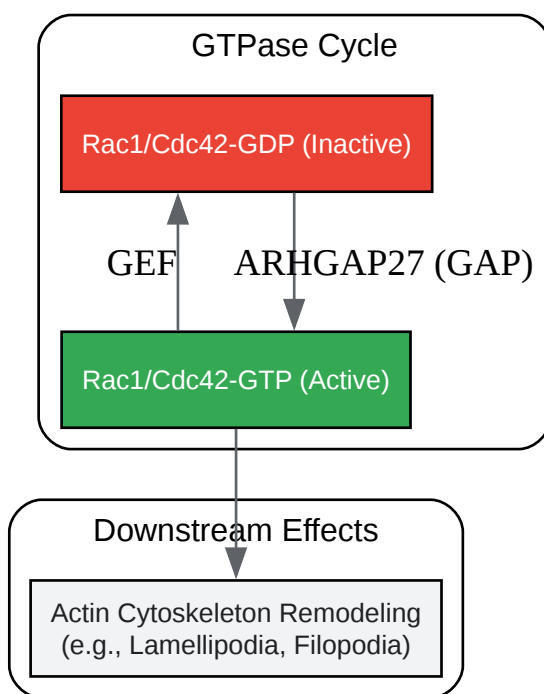 GTPase Cycle
Rac1/Cdc42-GDP (Inactive)
GEF
ARHGAP27 (GAP)
Rac1/Cdc42-GTP (Active)
Downstream Effects
Actin Cytoskeleton Remodeling
(e.g., Lamellipodia, Filopodia)